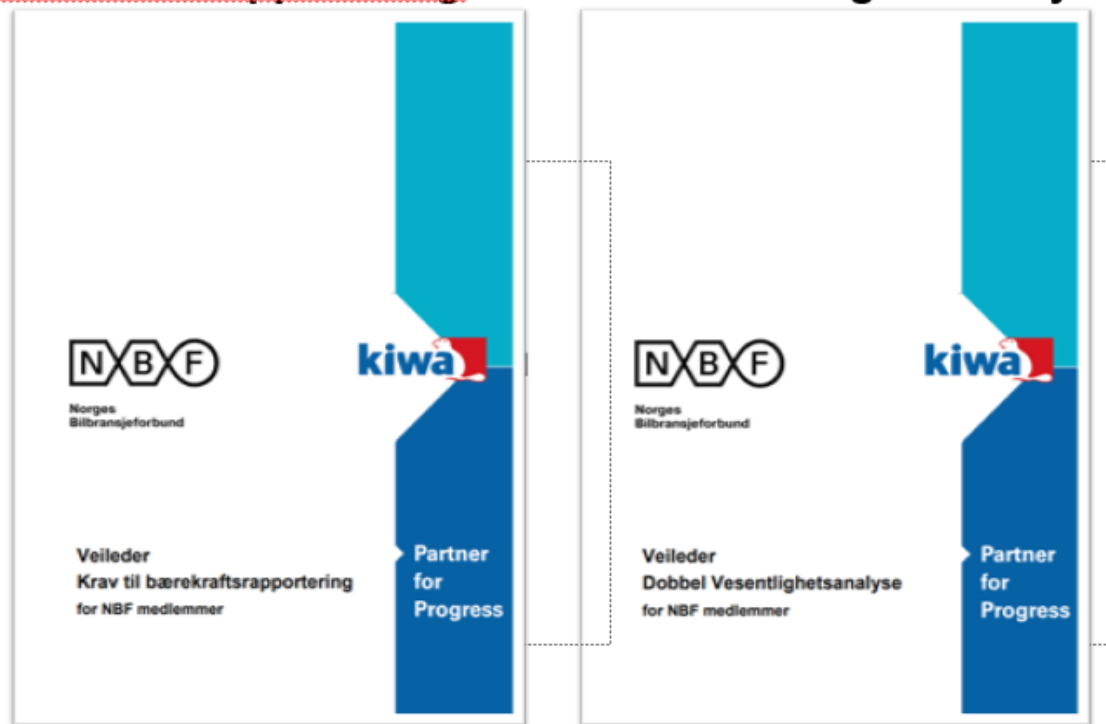 NBF
kiwa
Norges
Bilbransjeforbund
Veileder
Krav til bærekraftsrapportering
for NBF medlemmer
Partner
for
Progress
NBF
kiwa
Norges
Bilbransjeforbund
Veileder
Dobbel Vesentlighetsanalyse
for NBF medlemmer
Partner
for
Progress